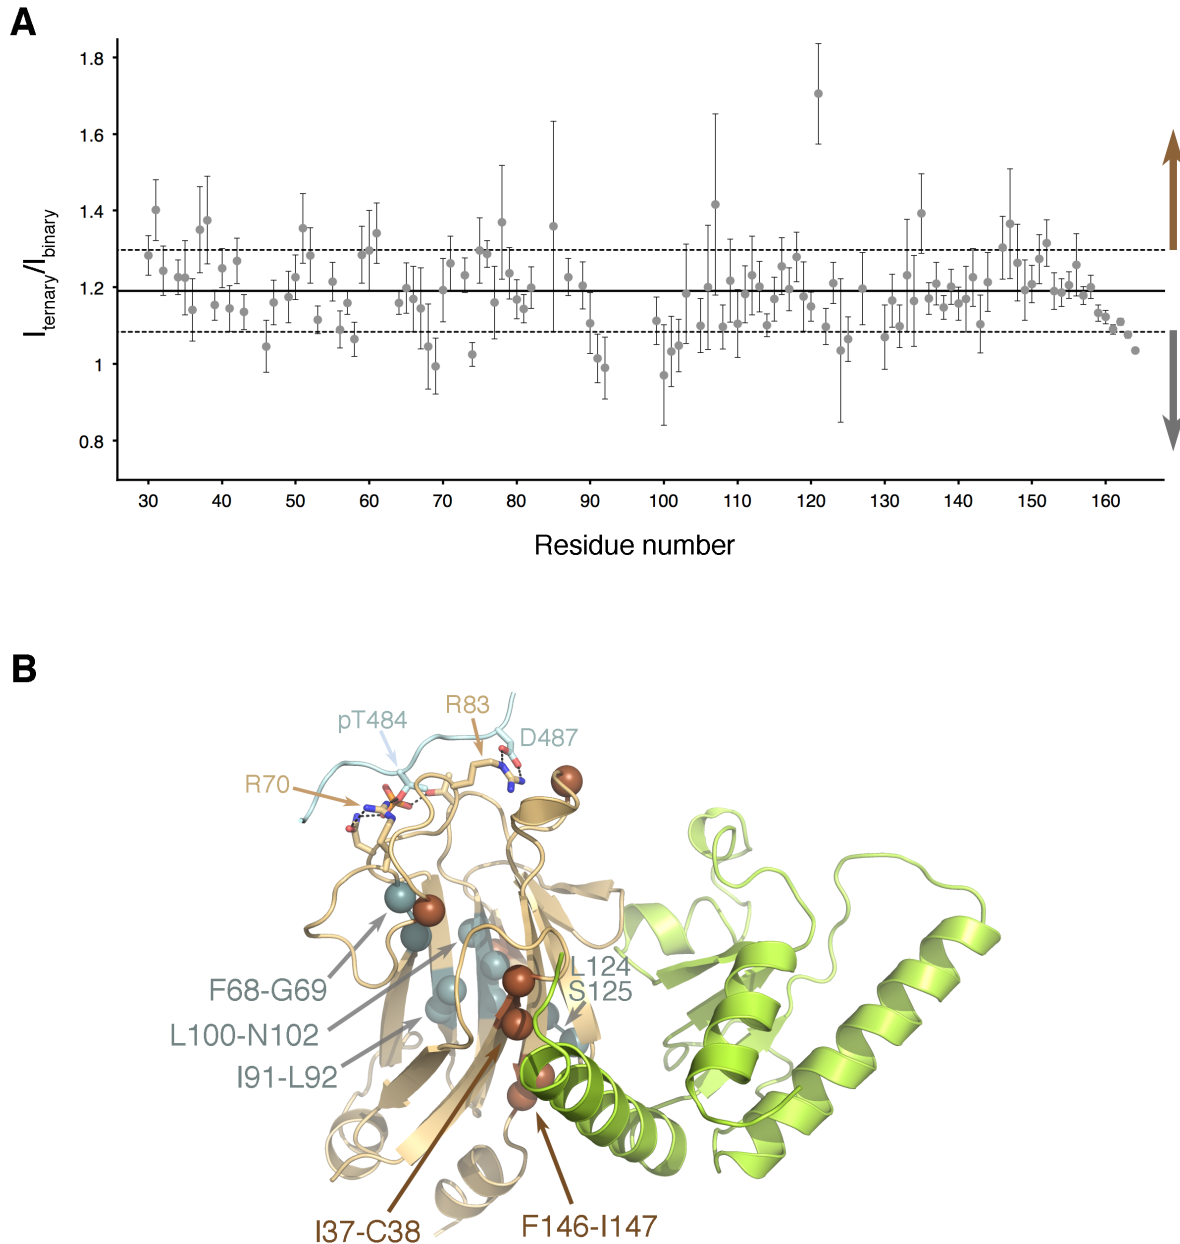 A
1.8
1.6
1.4
1.2
1
0.8
Iternary/Ibinary
30 40 50 60 70 80 90 100 110 120 130 140 150 160
Residue number
B
R83
pT484
D487
R70
L124
S125
F68-G69
L100-N102
I91-L92
I37-C38
F146-I147